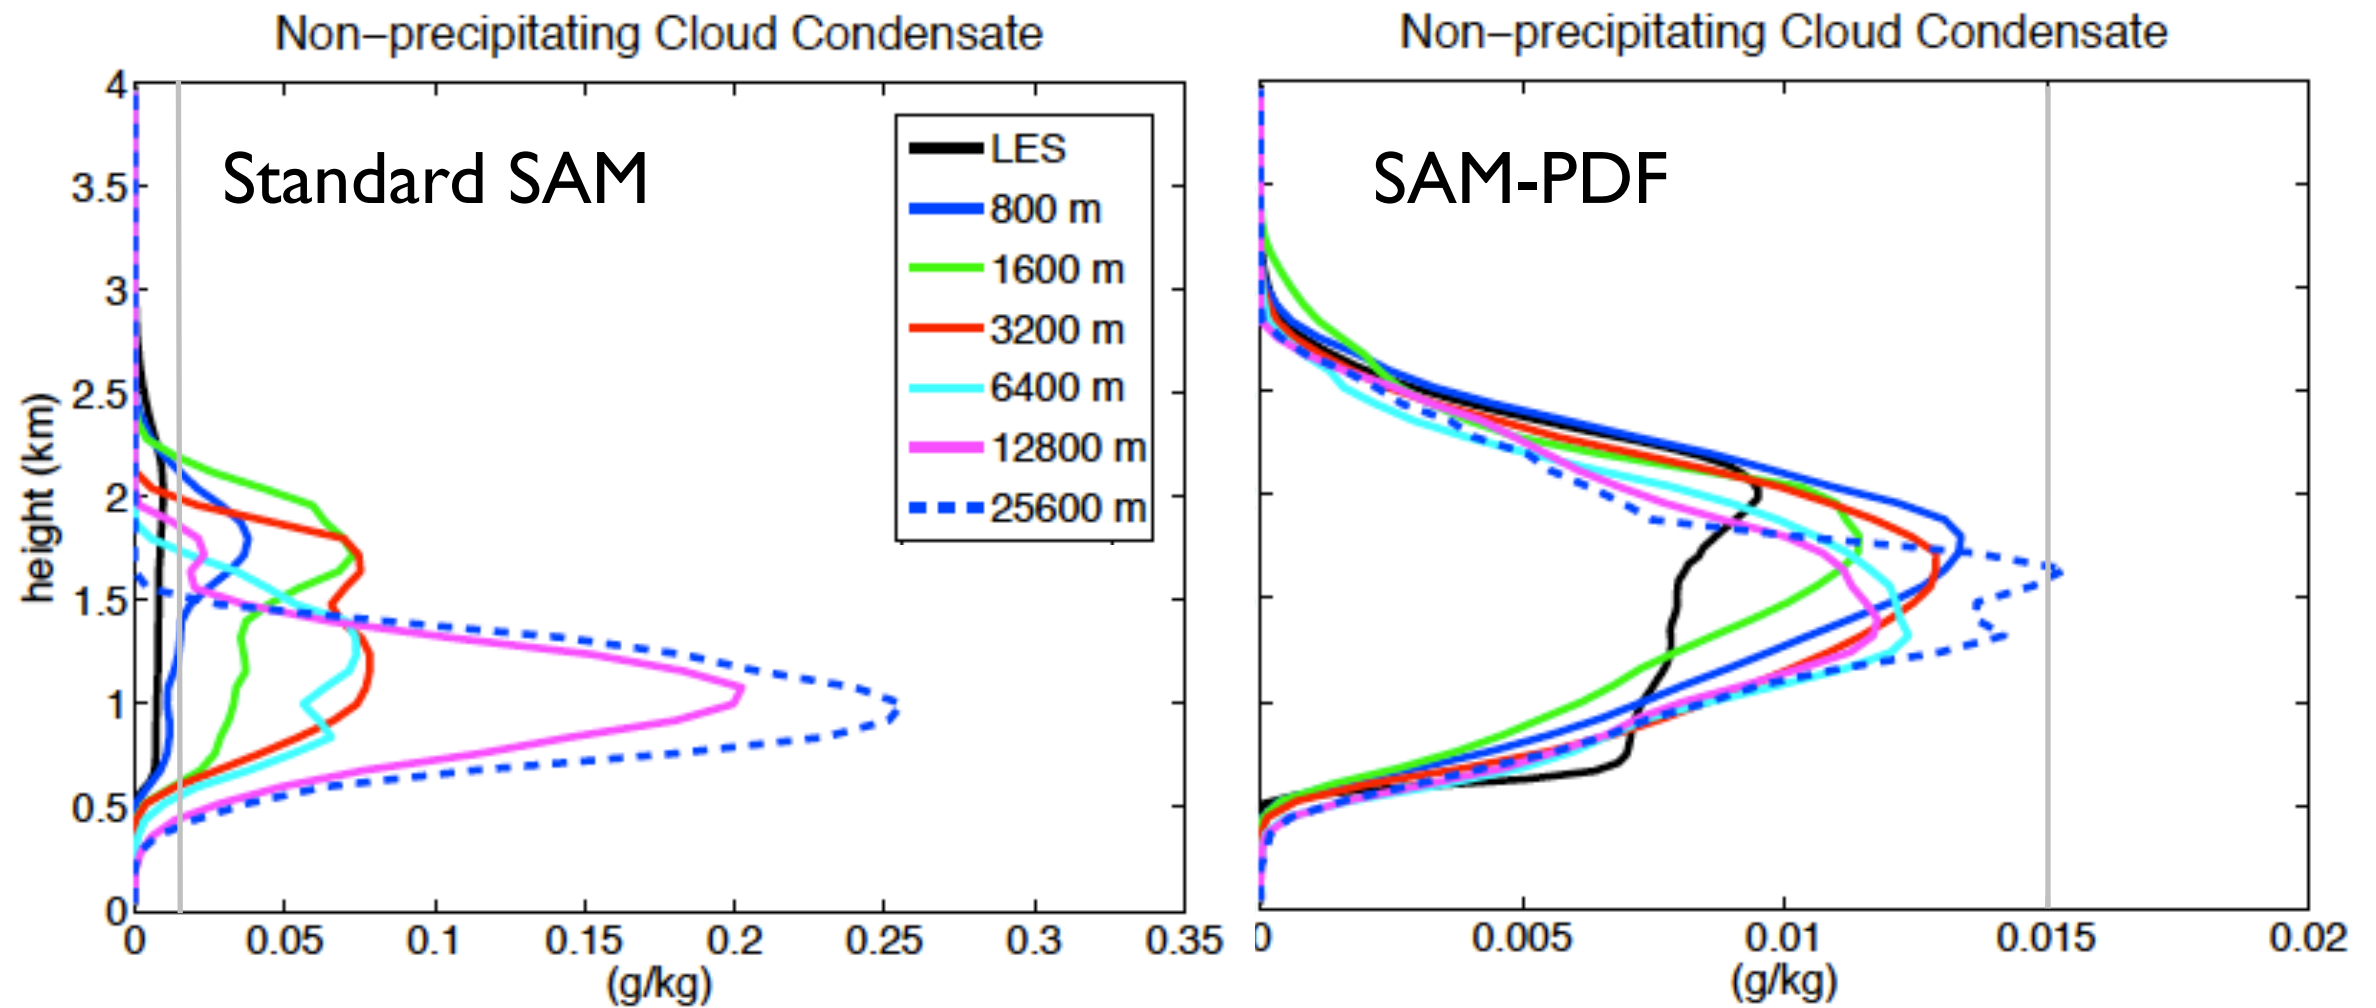 Non−precipitating Cloud Condensate
Standard SAM
LES
800 m
1600 m
3200 m
6400 m
12800 m
25600 m
height (km)
4
3.5
3
2.5
2
1.5
1
0.5
0
0 0.05 0.1 0.15 0.2 0.25 0.3 0.35
(g/kg)
Non−precipitating Cloud Condensate
SAM-PDF
0 0.005 0.01 0.015 0.02
(g/kg)